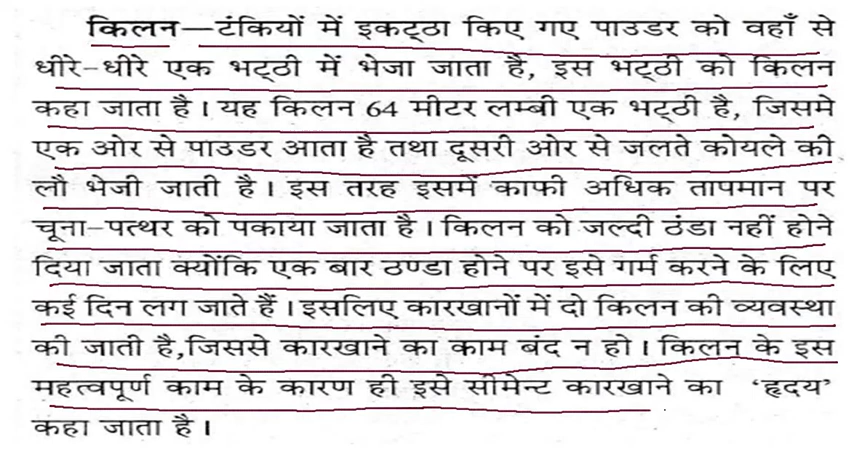 किलन—टंकियों में इकट्ठा किए गए पाउडर को वहाँ से
धीरे-धीरे एक भट्ठी में भेजा जाता है, इस भट्ठी को किलन
कहा जाता है। यह किलन 64 मीटर लम्बी एक भट्ठी है, जिसमे
एक ओर से पाउडर आता है तथा दूसरी ओर से जलते कोयले की
लौ भेजी जाती है। इस तरह इसमें काफी अधिक तापमान पर
चूना-पत्थर को पकाया जाता है। किलन को जल्दी ठंडा नहीं होने
दिया जाता क्योंकि एक बार ठण्डा होने पर इसे गर्म करने के लिए
कई दिन लग जाते हैं। इसलिए कारखानों में दो किलन की व्यवस्था
की जाती है,जिससे कारखाने का काम बंद न हो। किलन के इस
महत्वपूर्ण काम के कारण ही इसे सीमेन्ट कारखाने का ‘हृदय’
कहा जाता है।